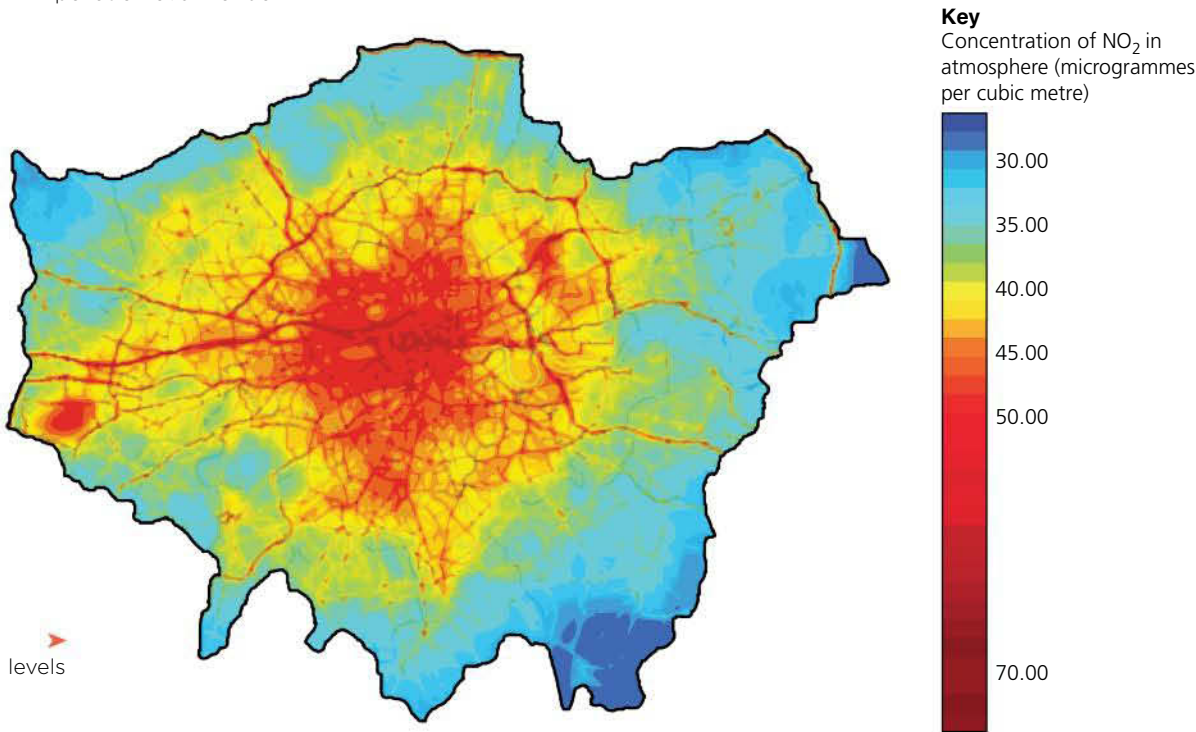 Key
Concentration of NO2 in
atmosphere (microgrammes
per cubic metre)
30.00
35.00
40.00
45.00
50.00
70.00
levels